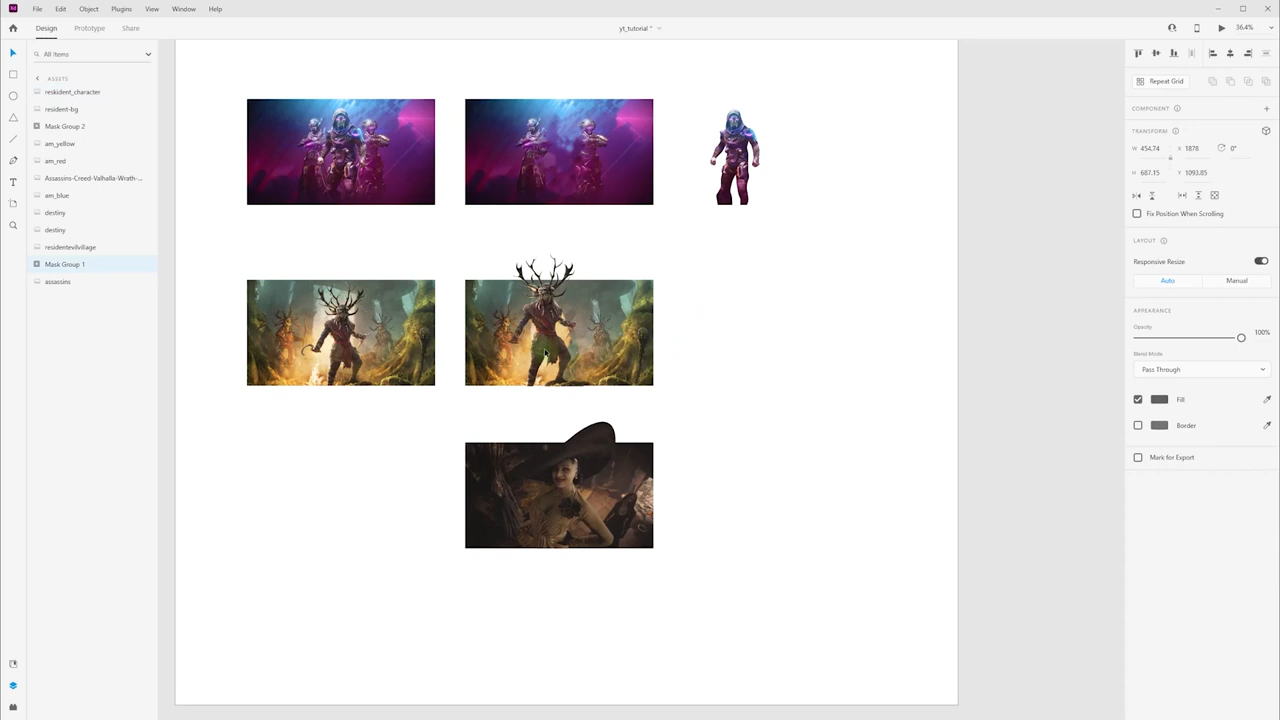 Xd File Edit Object Plugins View Window Help
Design Prototype Share yt_tutorial * 36.4%
All Items
ASSETS
reskident_character
resident-bg
Mask Group 2
am_yellow
am_red
Assassins-Creed-Valhalla-Wrath-...
am_blue
destiny
destiny
residentevilvillage
Mask Group 1
assassins
T
Repeat Grid
COMPONENT
TRANSFORM
W 454.74 X 1878 0°
H 687.15 Y 1093.85
Fix Position When Scrolling
LAYOUT
Responsive Resize
Auto Manual
APPEARANCE
Opacity
100%
Blend Mode
Pass Through
Fill
Border
Mark for Export